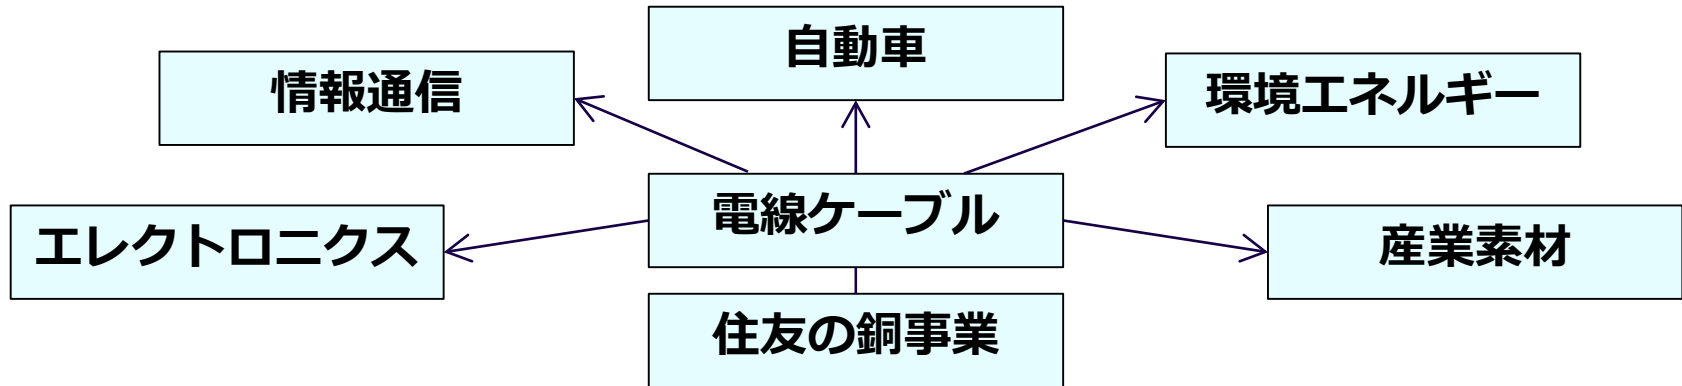 自動車
情報通信
環境エネルギー
電線ケーブル
エレクトロニクス
産業素材
住友の銅事業